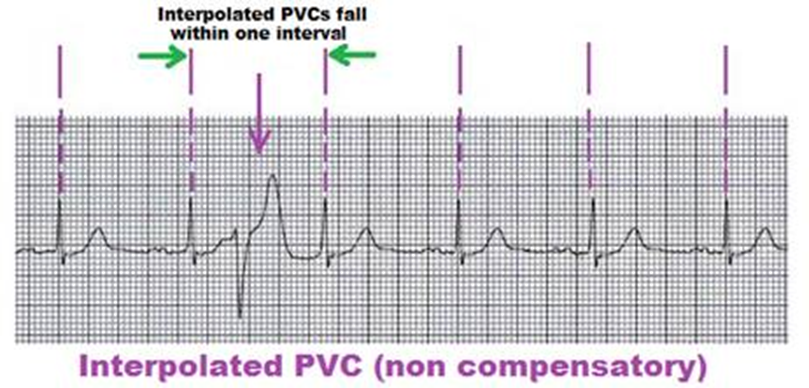 Interpolated PVCs fall
within one interval
Interpolated PVC (non compensatory)